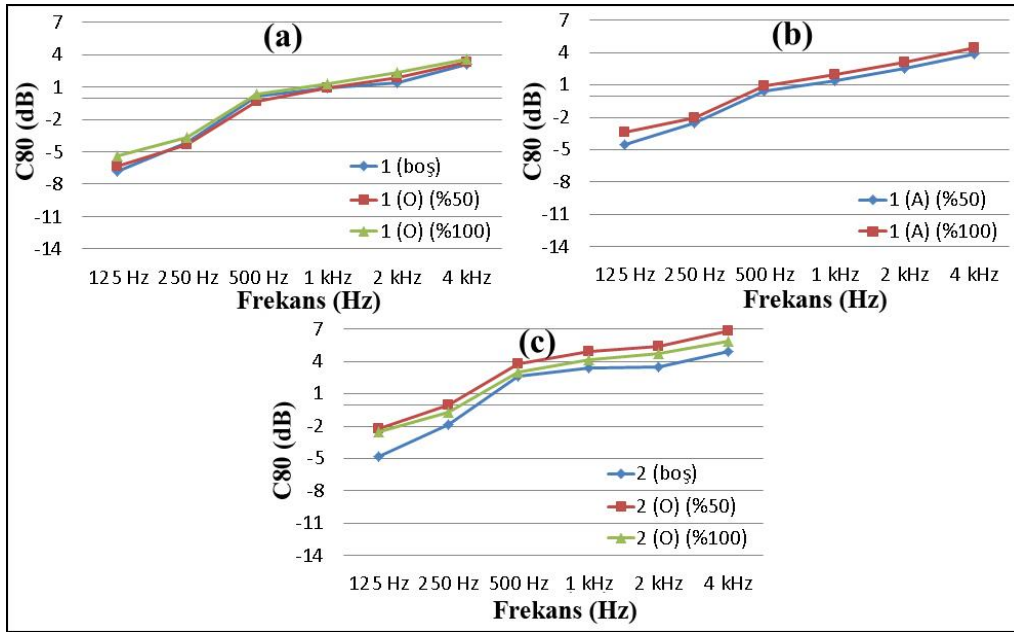 (a)
C80 (dB)
7
4
1
-2
-5
-8
-11
-14
1 (boş)
1 (O) (%50)
1 (O) (%100)
125 Hz 250 Hz 500 Hz 1 kHz 2 kHz 4 kHz
Frekans (Hz)
(b)
C80 (dB)
7
4
1
-2
-5
-8
-11
-14
1 (A) (%50)
1 (A) (%100)
125 Hz 250 Hz 500 Hz 1 kHz 2 kHz 4 kHz
Frekans (Hz)
(c)
C80 (dB)
7
4
1
-2
-5
-8
-11
-14
2 (boş)
2 (O) (%50)
2 (O) (%100)
125 Hz 250 Hz 500 Hz 1 kHz 2 kHz 4 kHz
Frekans (Hz)